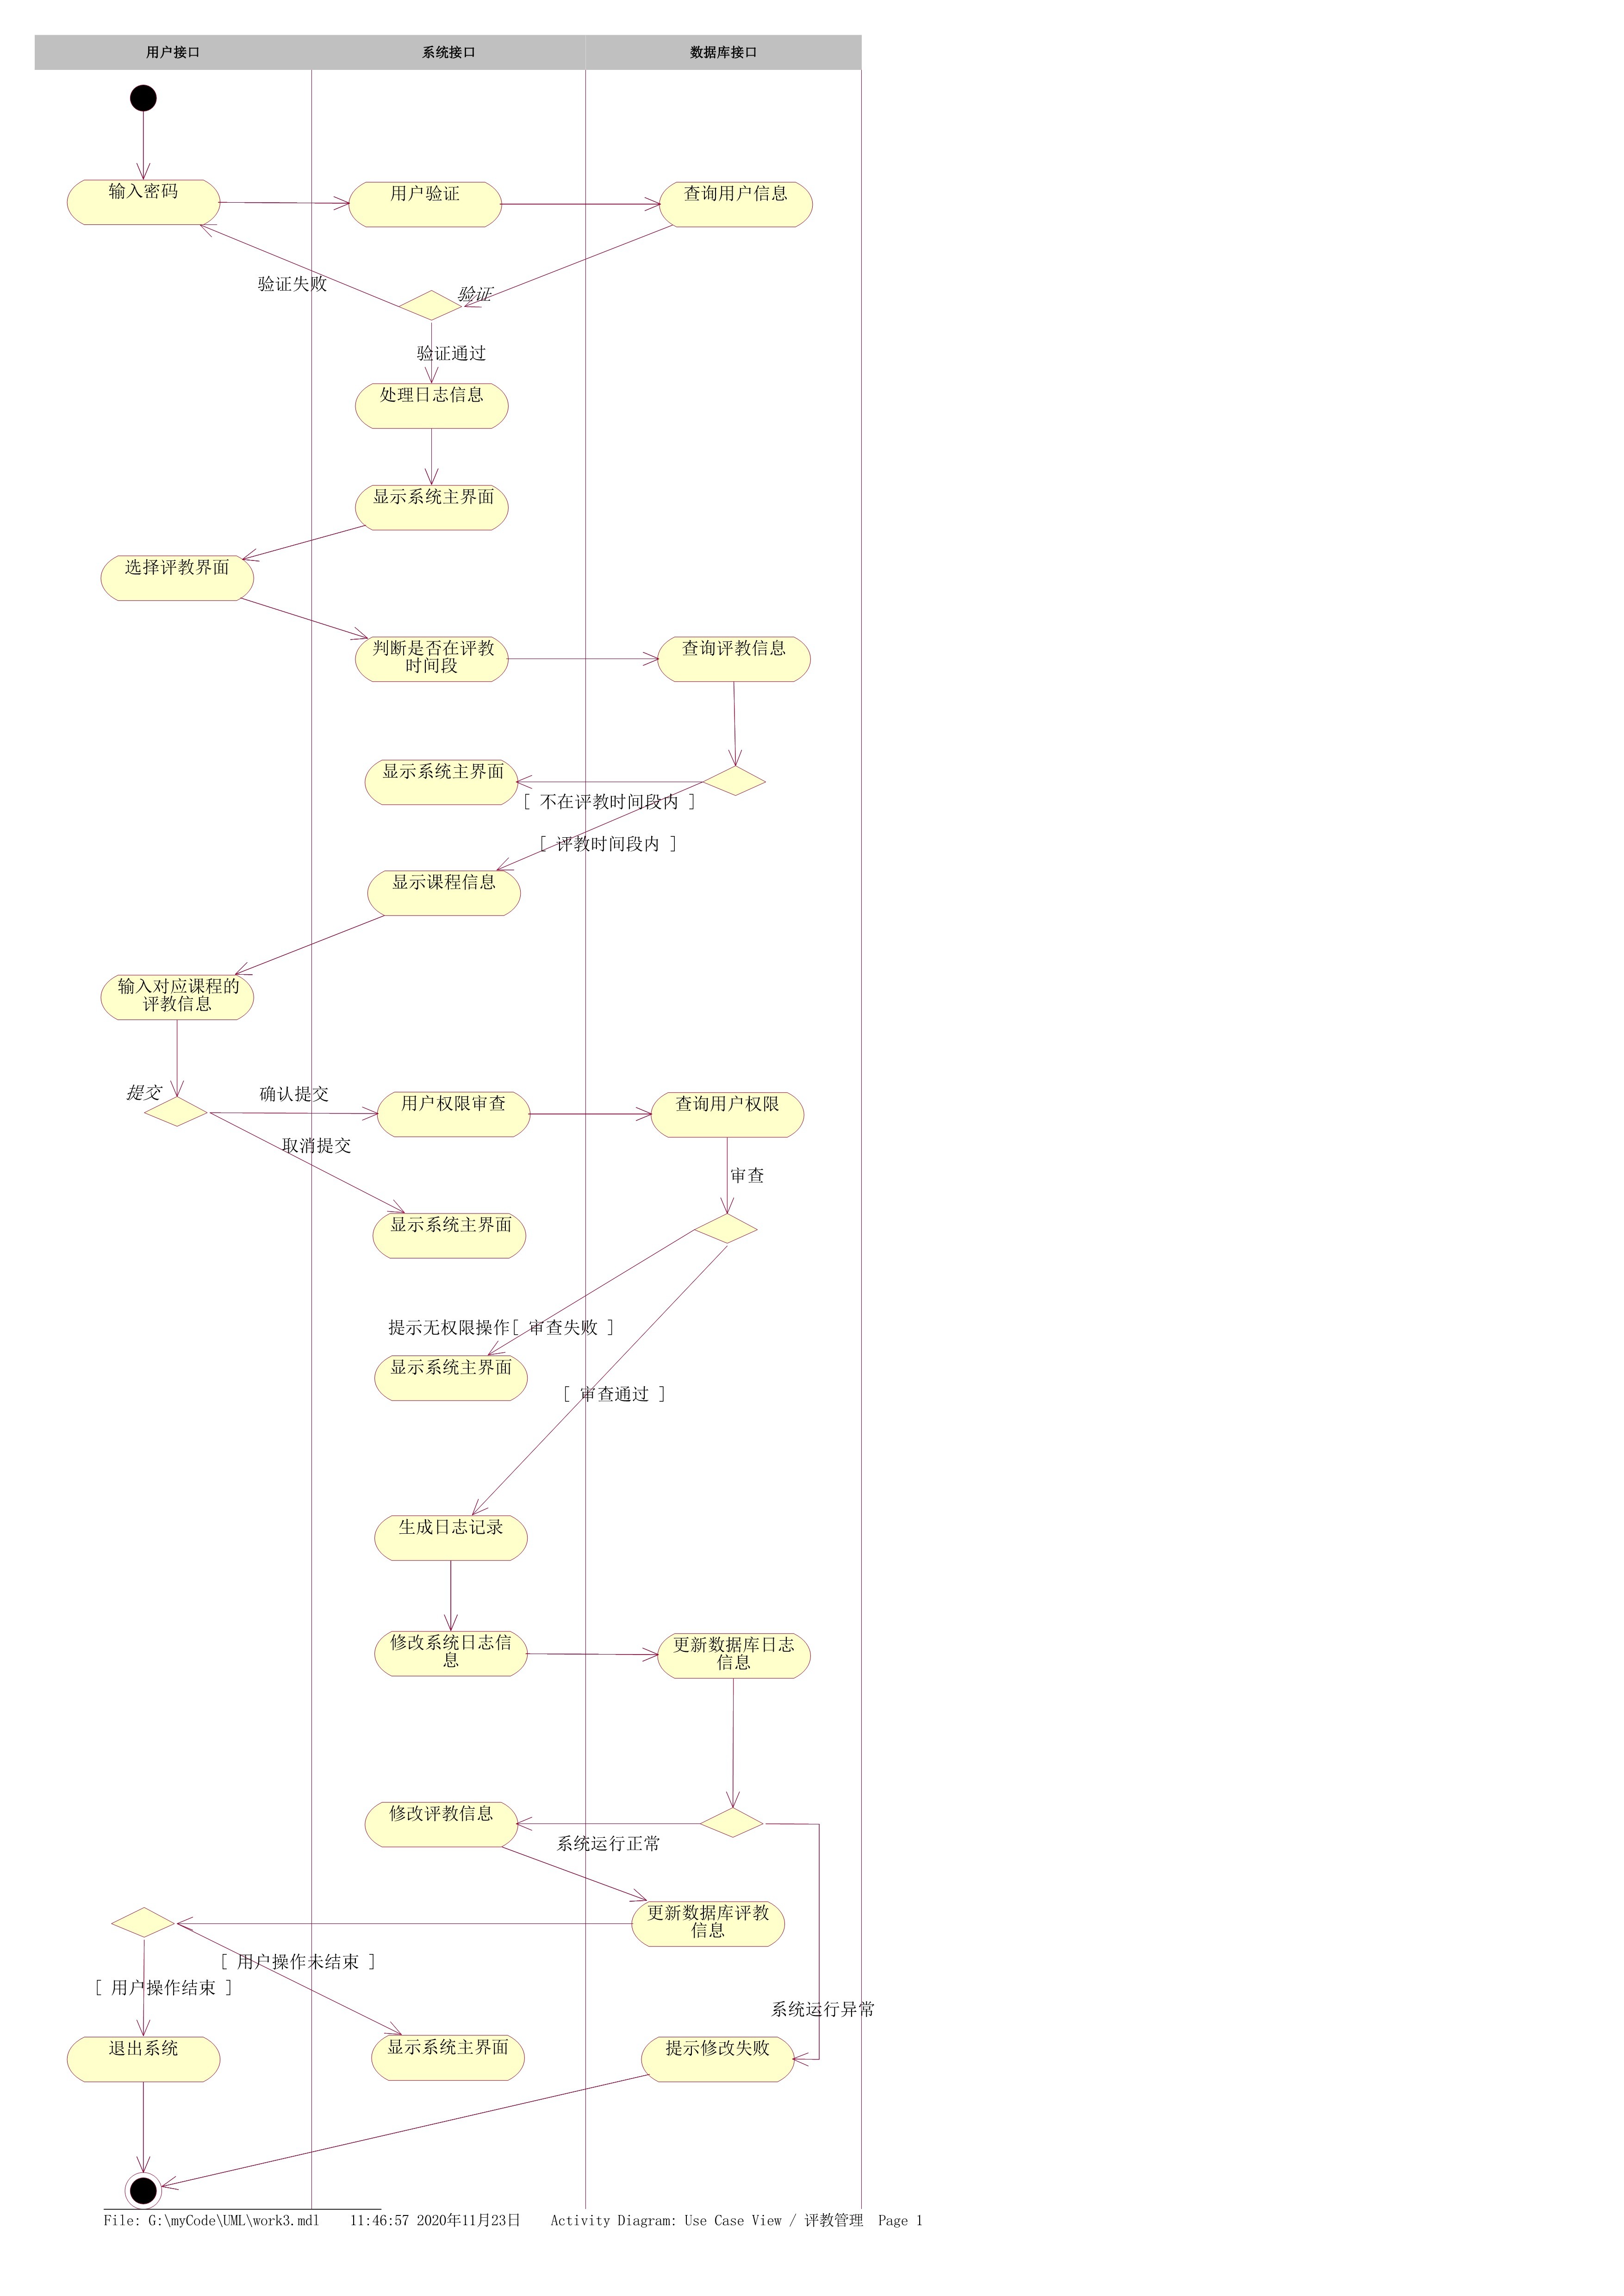 用户接口
系统接口
数据库接口
输入密码
用户验证
查询用户信息
验证失败
验证
验证通过
处理日志信息
显示系统主界面
选择评教界面
判断是否在评教
时间段
查询评教信息
显示系统主界面
[ 不在评教时间段内 ]
[ 评教时间段内 ]
显示课程信息
输入对应课程的
评教信息
提交
确认提交
用户权限审查
查询用户权限
取消提交
审查
显示系统主界面
提示无权限操作[ 审查失败 ]
显示系统主界面
[ 审查通过 ]
生成日志记录
修改系统日志信
息
更新数据库日志
信息
修改评教信息
系统运行正常
更新数据库评教
信息
[ 用户操作未结束 ]
[ 用户操作结束 ]
系统运行异常
退出系统
显示系统主界面
提示修改失败
File: G:\myCode\UML\work3.mdl    11:46:57 2020年11月23日    Activity Diagram: Use Case View / 评教管理  Page 1